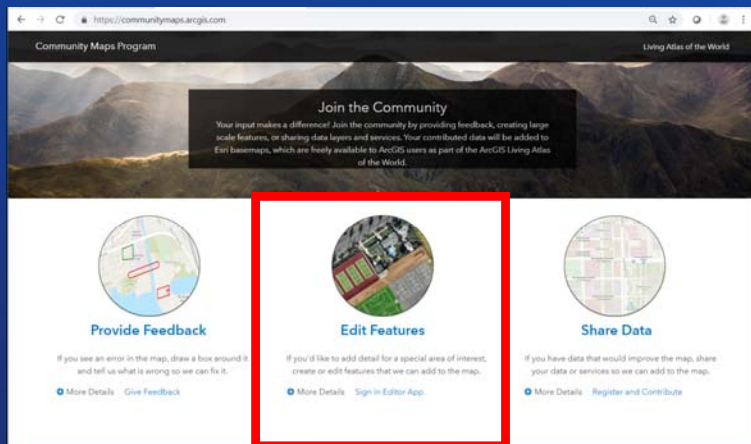 https://communitymaps.arcgis.com
Community Maps Program
Living Atlas of the World
Join the Community
Your input makes a difference! Join the community by providing feedback, creating large
scale features, or sharing data layers and services. Your contributed data will be added to
Esri basemaps, which are freely available to ArcGIS users as part of the ArcGIS Living Atlas
of the World.
Provide Feedback
If you see an error in the map, draw a box around it
and tell us what is wrong so we can fix it.
More Details Give Feedback
Edit Features
If you'd like to add detail for a special area of interest,
create or edit features that we can add to the map.
More Details Sign in Editor App.
Share Data
If you have data that would improve the map, share
your data or services so we can add to the map.
More Details Register and Contribute